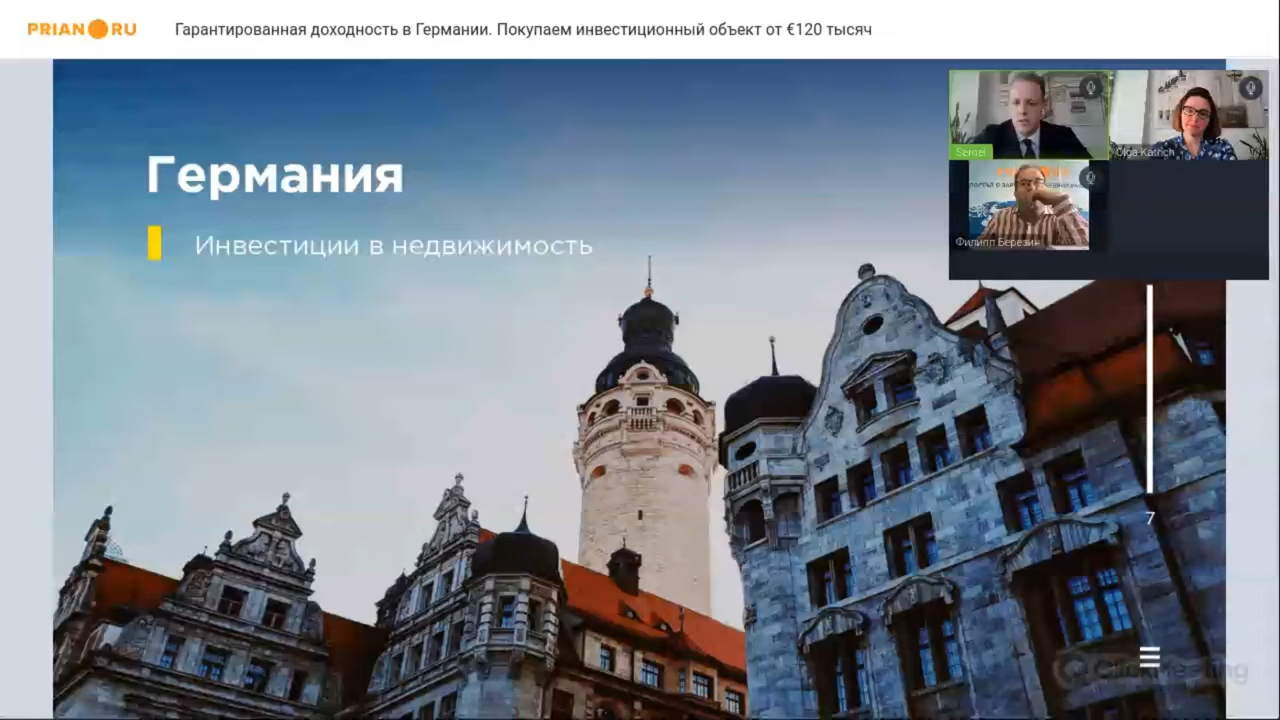 PRIAN RU
Гарантированная доходность в Германии. Покупаем инвестиционный объект от €120 тысяч
Германия
Инвестиции в недвижимость
Sergei
Olga Katrich
Филипп Березин
7
ClickMeeting